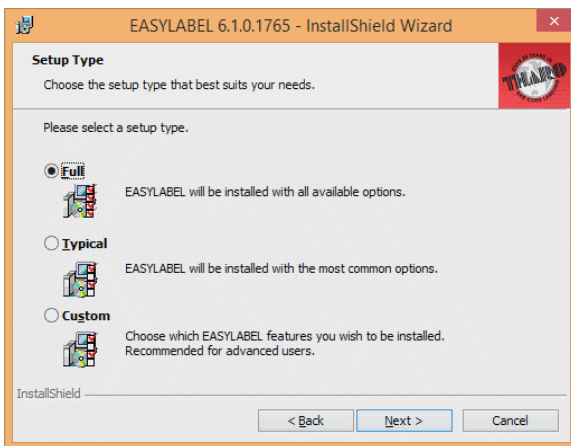 EASYLABEL 6.1.0.1765 - InstallShield Wizard
Setup Type
Choose the setup type that best suits your needs.
THARO
Please select a setup type.
Full
EASYLABEL will be installed with all available options.
Typical
EASYLABEL will be installed with the most common options.
Custom
Choose which EASYLABEL features you wish to be installed.
Recommended for advanced users.
InstallShield
< Back
Next >
Cancel